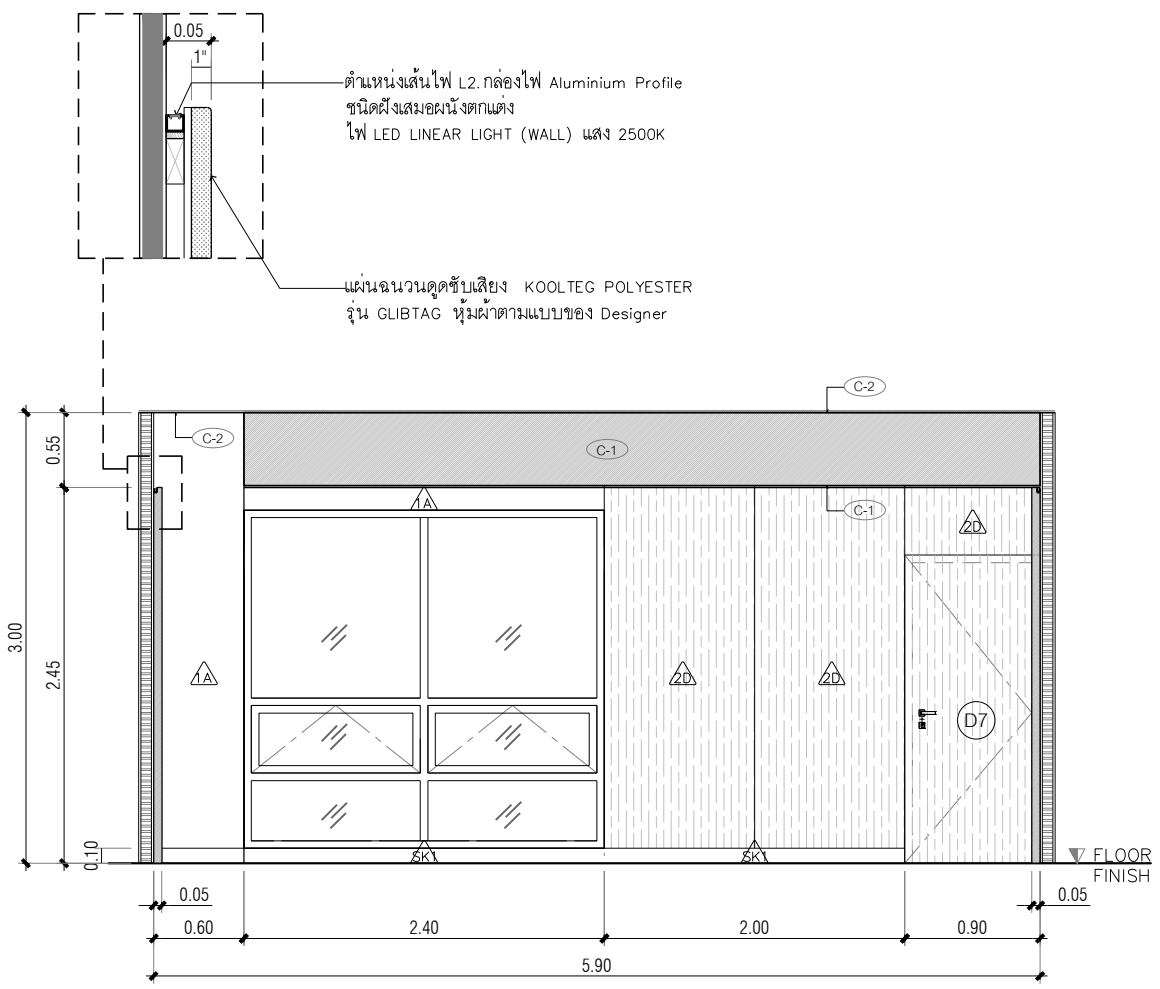 0.05
1"
ตำแหน่งเส้นไฟ L2. กล่องไฟ Aluminium Profile
ชนิดฝังเสมอผนังตกแต่ง
ไฟ LED LINEAR LIGHT (WALL) แสง 2500K
แผ่นฉนวนดูดซับเสียง KOOLTEG POLYESTER
รุ่น GLIBTAG หุ้มผ้าตามแบบของ Designer
C-2
C-2
C-1
0.55
1A
C-1
2D
3.00
2.45
1A
2D
2D
D7
0.10
SK1
SK1
FLOOR
FINISH
0.05
0.05
0.60
2.40
2.00
0.90
5.90